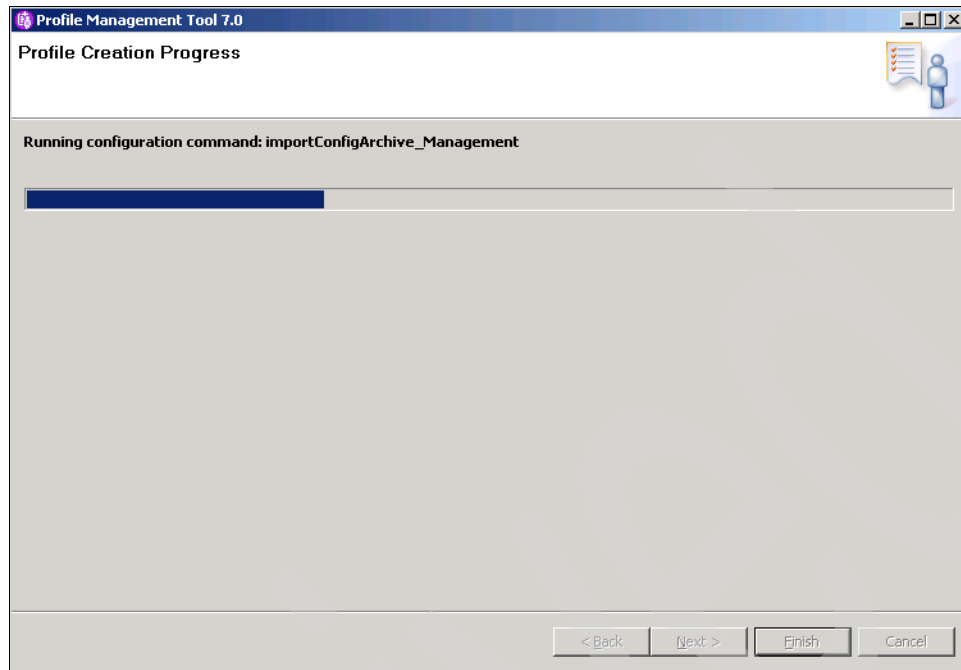 Profile Management Tool 7.0
Profile Creation Progress
Running configuration command: importConfigArchive_Management
< Back Next > Finish Cancel